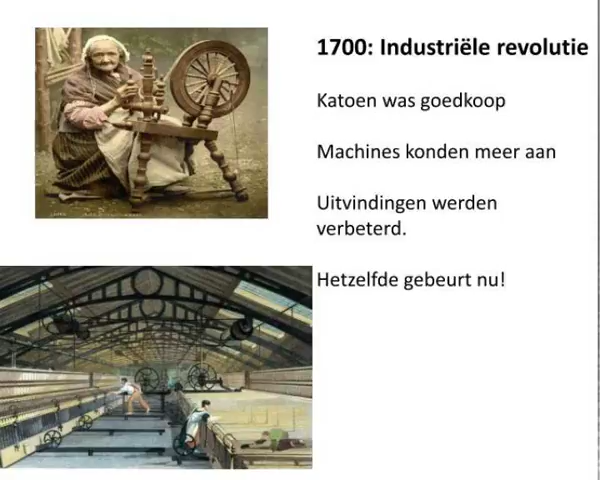 1700: Industriële revolutie
Katoen was goedkoop
Machines konden meer aan
Uitvindingen werden
verbeterd.
Hetzelfde gebeurt nu!